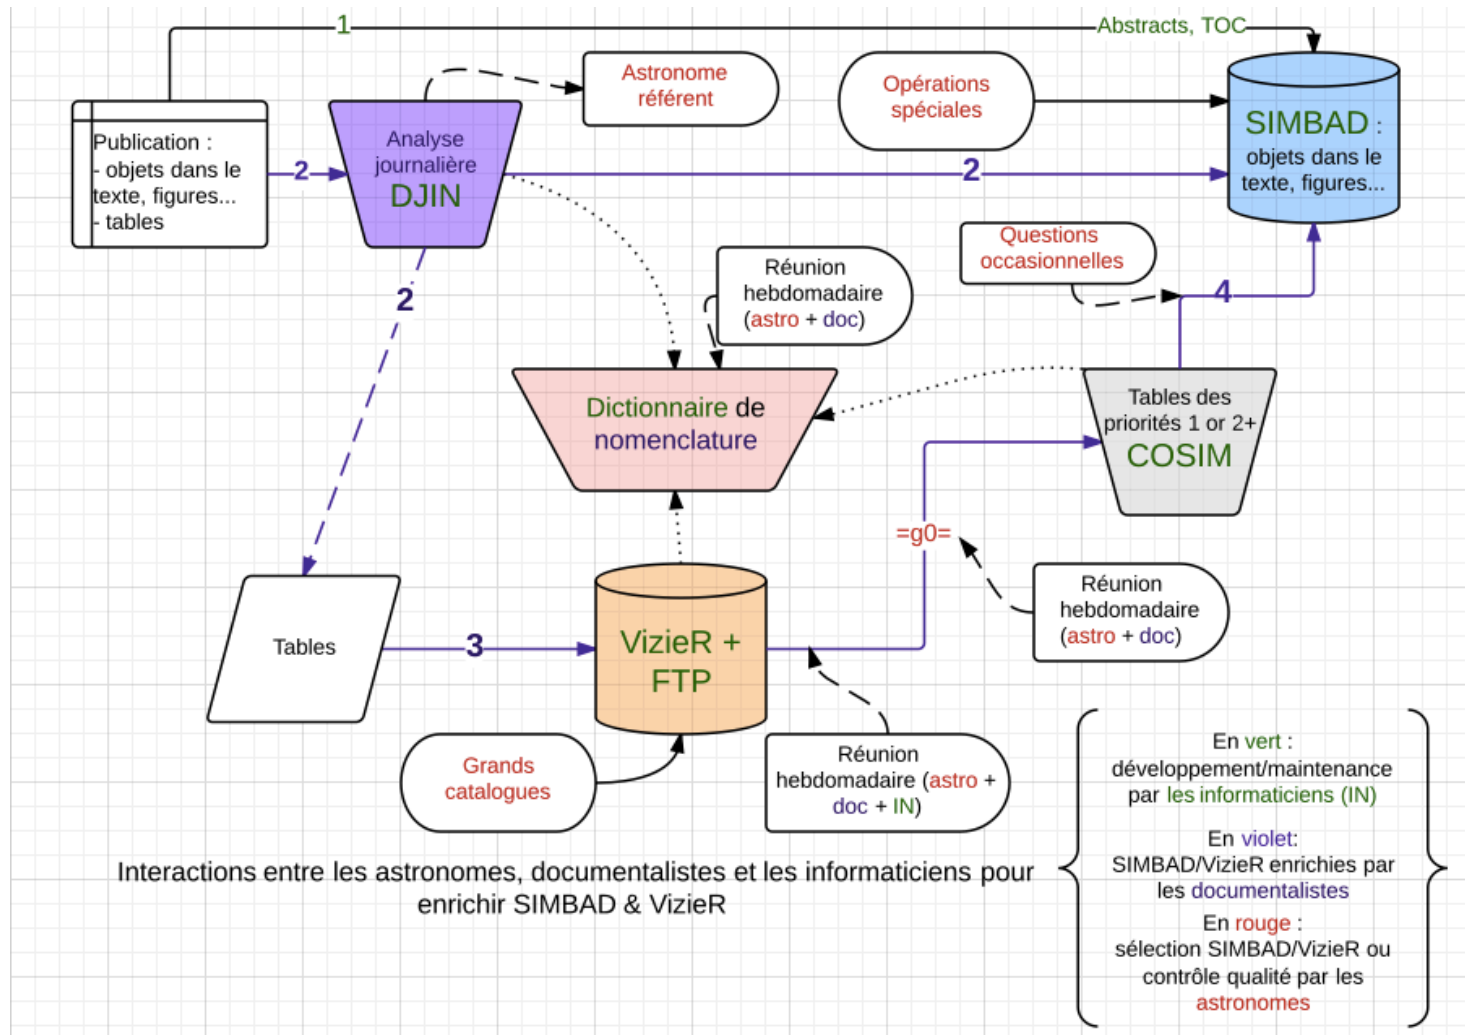 1
Abstracts, TOC
Astronome
référent
Opérations
spéciales
SIMBAD :
objets dans le
texte, figures...
Publication :
- objets dans le
texte, figures...
- tables
2
Analyse
journalière
DJIN
2
2
Questions
occasionnelles
4
Réunion
hebdomadaire
(astro + doc)
Dictionnaire de
nomenclature
Tables des
priorités 1 or 2+
COSIM
=g0=
Réunion
hebdomadaire
(astro + doc)
Tables
3
VizieR +
FTP
Grands
catalogues
Réunion
hebdomadaire (astro +
doc + IN)
En vert :
développement/maintenance
par les informaticiens (IN)
En violet:
SIMBAD/VizieR enrichies par
les documentalistes
En rouge :
sélection SIMBAD/VizieR ou
contrôle qualité par les
astronomes
Interactions entre les astronomes, documentalistes et les informaticiens pour
enrichir SIMBAD & VizieR